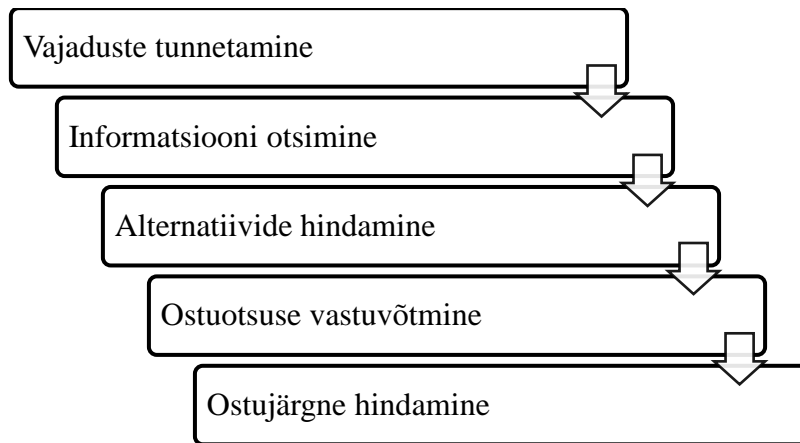 Vajaduste tunnetamine
Informatsiooni otsimine
Alternatiivide hindamine
Ostuotsuse vastuvõtmine
Ostujärgne hindamine